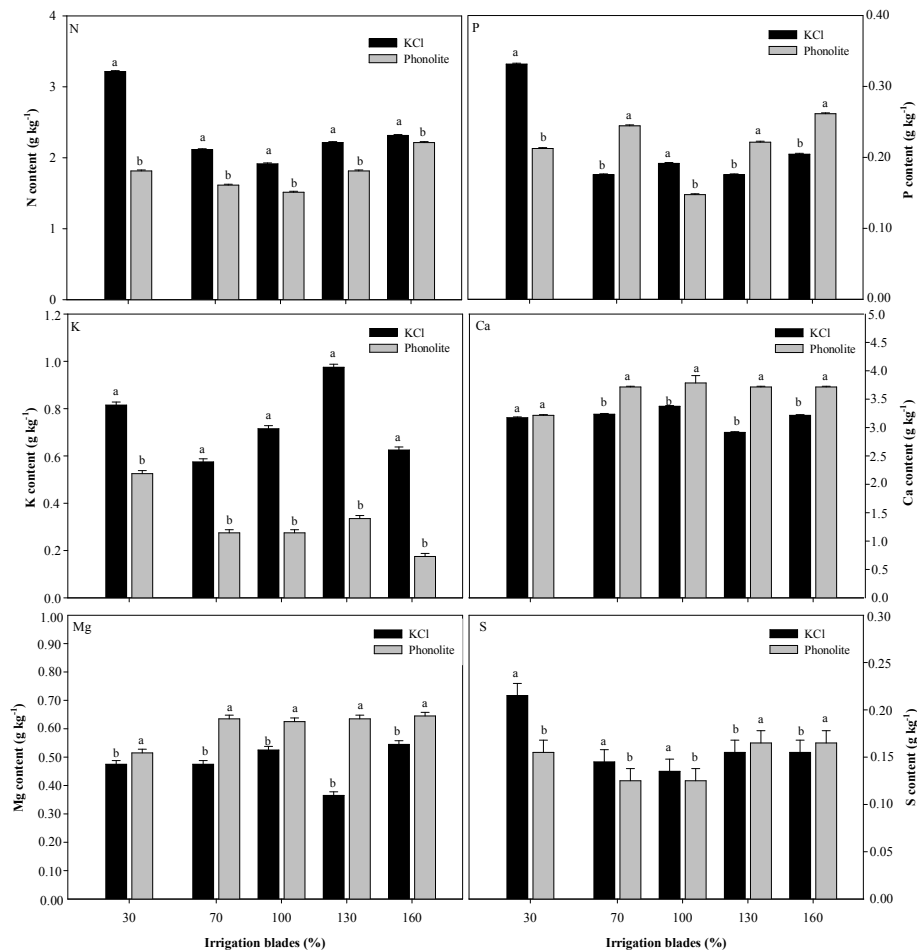 N
KCl
Phonolite
4
3
2
1
0
N content (g kg⁻¹)
a b a b a b a b a b
P
KCl
Phonolite
0.40
0.30
0.20
0.10
0.00
P content (g kg⁻¹)
a b b a a b b a b a
K
KCl
Phonolite
1.2
1.0
0.8
0.6
0.4
0.2
0.0
K content (g kg⁻¹)
a b a b a b a b a b
Ca
KCl
Phonolite
5.0
4.5
4.0
3.5
3.0
2.5
2.0
1.5
1.0
0.5
0.0
Ca content (g kg⁻¹)
a a b a b a b a b a
Mg
KCl
Phonolite
1.00
0.90
0.80
0.70
0.60
0.50
0.40
0.30
0.20
0.10
0.00
Mg content (g kg⁻¹)
b a b a b a b a b a
30 70 100 130 160
Irrigation blades (%)
S
KCl
Phonolite
0.30
0.25
0.20
0.15
0.10
0.05
0.00
S content (g kg⁻¹)
a b a b a b b a b a
30 70 100 130 160
Irrigation blades (%)